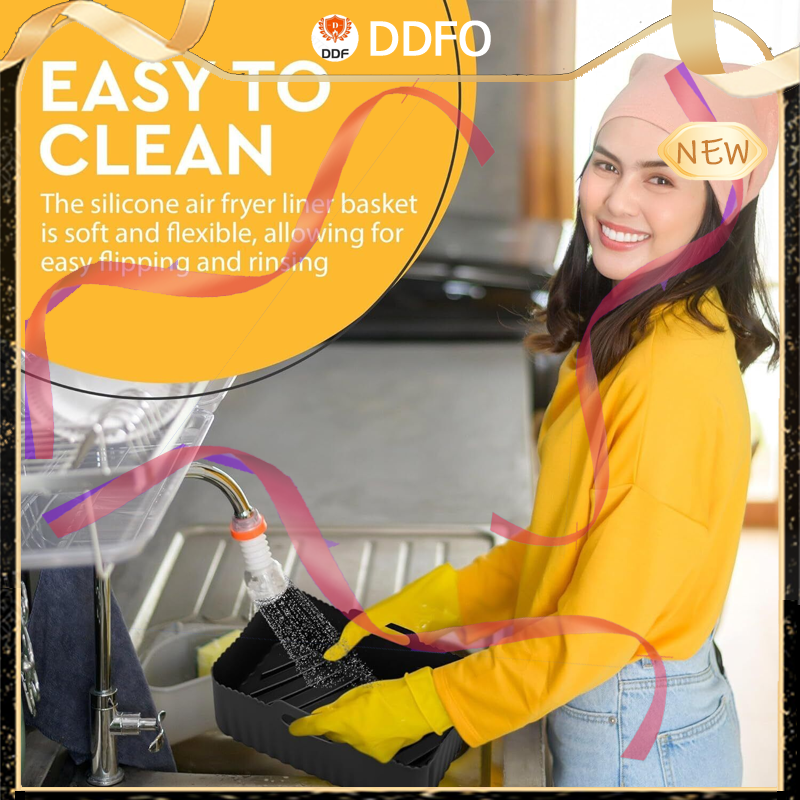 DDF
DDFO
EASY TO
CLEAN
The silicone air fryer liner basket
is soft and flexible, allowing for
easy flipping and rinsing
NEW